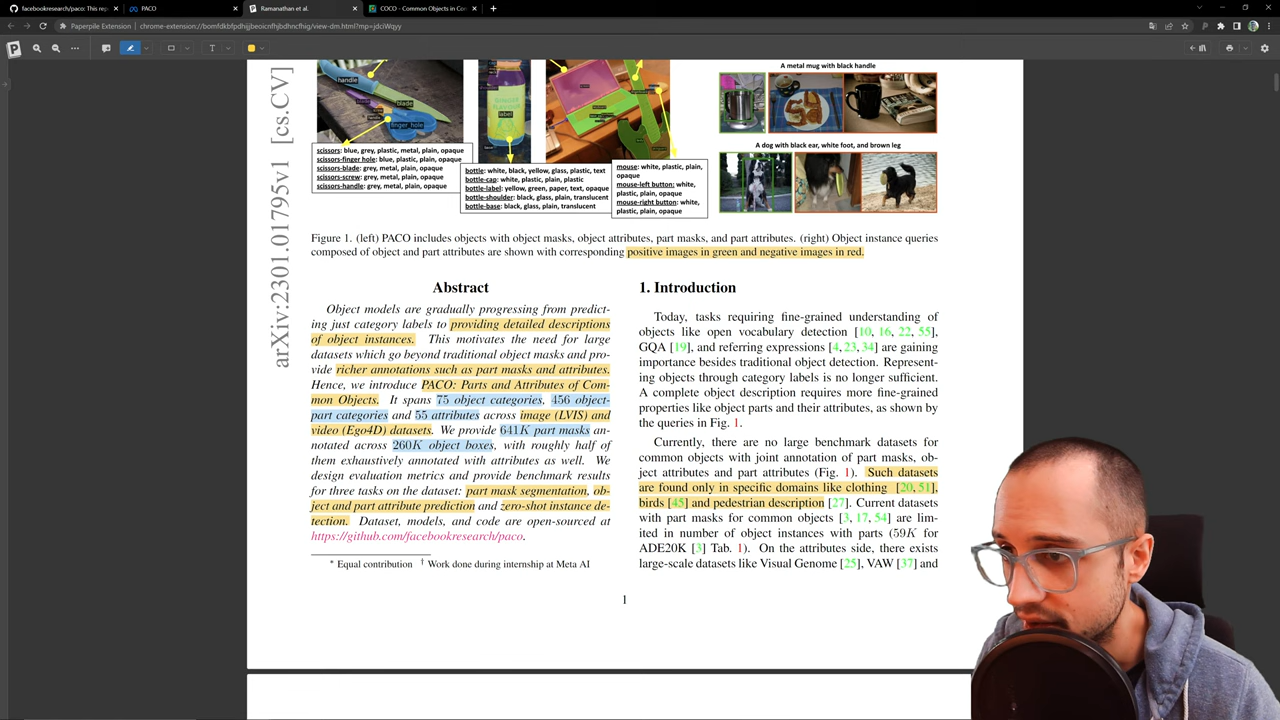 facebookresearch/paco: This rep
PACO
Ramanathan et al.
COCO - Common Objects in Con
Paperpile Extension | chrome-extension://bomfdkbfpdhijjbeoicnfhjbdhncfhig/view-dm.html?mp=jdciWqyy
arXiv:2301.01795v1 [cs.CV]
handle
blade
finger_hole
label
scissors: blue, grey, plastic, metal, plain, opaque
scissors-finger hole: blue, plastic, plain, opaque
scissors-blade: grey, metal, plain, opaque
scissors-screw: grey, metal, plain, opaque
scissors-handle: grey, metal, plain, opaque
bottle: white, black, yellow, glass, plastic, text
bottle-cap: white, plastic, plain, plastic
bottle-label: yellow, green, paper, text, opaque
bottle-shoulder: black, glass, plain, translucent
bottle-base: black, glass, plain, translucent
mouse: white, plastic, plain,
opaque
mouse-left button: white,
plastic, plain, opaque
mouse-right button: white,
plastic, plain, opaque
A metal mug with black handle
A dog with black ear, white foot, and brown leg
Figure 1. (left) PACO includes objects with object masks, object attributes, part masks, and part attributes. (right) Object instance queries
composed of object and part attributes are shown with corresponding positive images in green and negative images in red.
Abstract
Object models are gradually progressing from predict-
ing just category labels to providing detailed descriptions
of object instances. This motivates the need for large
datasets which go beyond traditional object masks and pro-
vide richer annotations such as part masks and attributes.
Hence, we introduce PACO: Parts and Attributes of Com-
mon Objects. It spans 75 object categories, 456 object-
part categories and 55 attributes across image (LVIS) and
video (Ego4D) datasets. We provide 641K part masks an-
notated across 260K object boxes, with roughly half of
them exhaustively annotated with attributes as well. We
design evaluation metrics and provide benchmark results
for three tasks on the dataset: part mask segmentation, ob-
ject and part attribute prediction and zero-shot instance de-
tection. Dataset, models, and code are open-sourced at
https://github.com/facebookresearch/paco.
* Equal contribution † Work done during internship at Meta AI
1. Introduction
Today, tasks requiring fine-grained understanding of
objects like open vocabulary detection [10, 16, 22, 55],
GQA [19], and referring expressions [4, 23, 34] are gaining
importance besides traditional object detection. Represent-
ing objects through category labels is no longer sufficient.
A complete object description requires more fine-grained
properties like object parts and their attributes, as shown by
the queries in Fig. 1.
Currently, there are no large benchmark datasets for
common objects with joint annotation of part masks, ob-
ject attributes and part attributes (Fig. 1). Such datasets
are found only in specific domains like clothing [20, 51],
birds [45] and pedestrian description [27]. Current datasets
with part masks for common objects [3, 17, 54] are lim-
ited in number of object instances with parts (59K for
ADE20K [3] Tab. 1). On the attributes side, there exists
large-scale datasets like Visual Genome [25], VAW [37] and
1